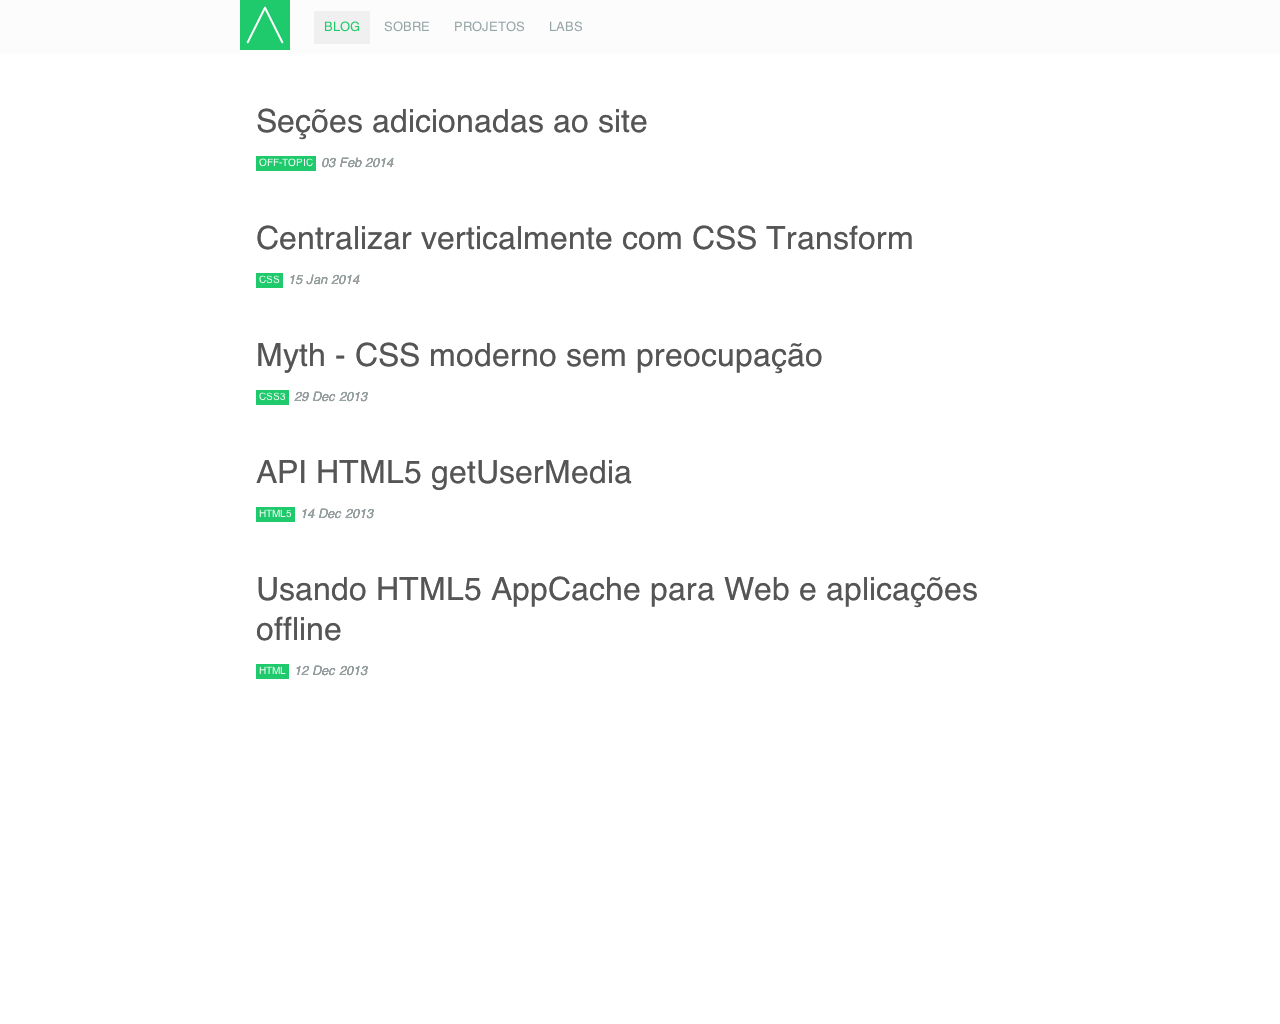 BLOG SOBRE PROJETOS LABS
Seções adicionadas ao site
OFF-TOPIC 03 Feb 2014
Centralizar verticalmente com CSS Transform
CSS 15 Jan 2014
Myth - CSS moderno sem preocupação
CSS3 29 Dec 2013
API HTML5 getUserMedia
HTML5 14 Dec 2013
Usando HTML5 AppCache para Web e aplicações
offline
HTML 12 Dec 2013